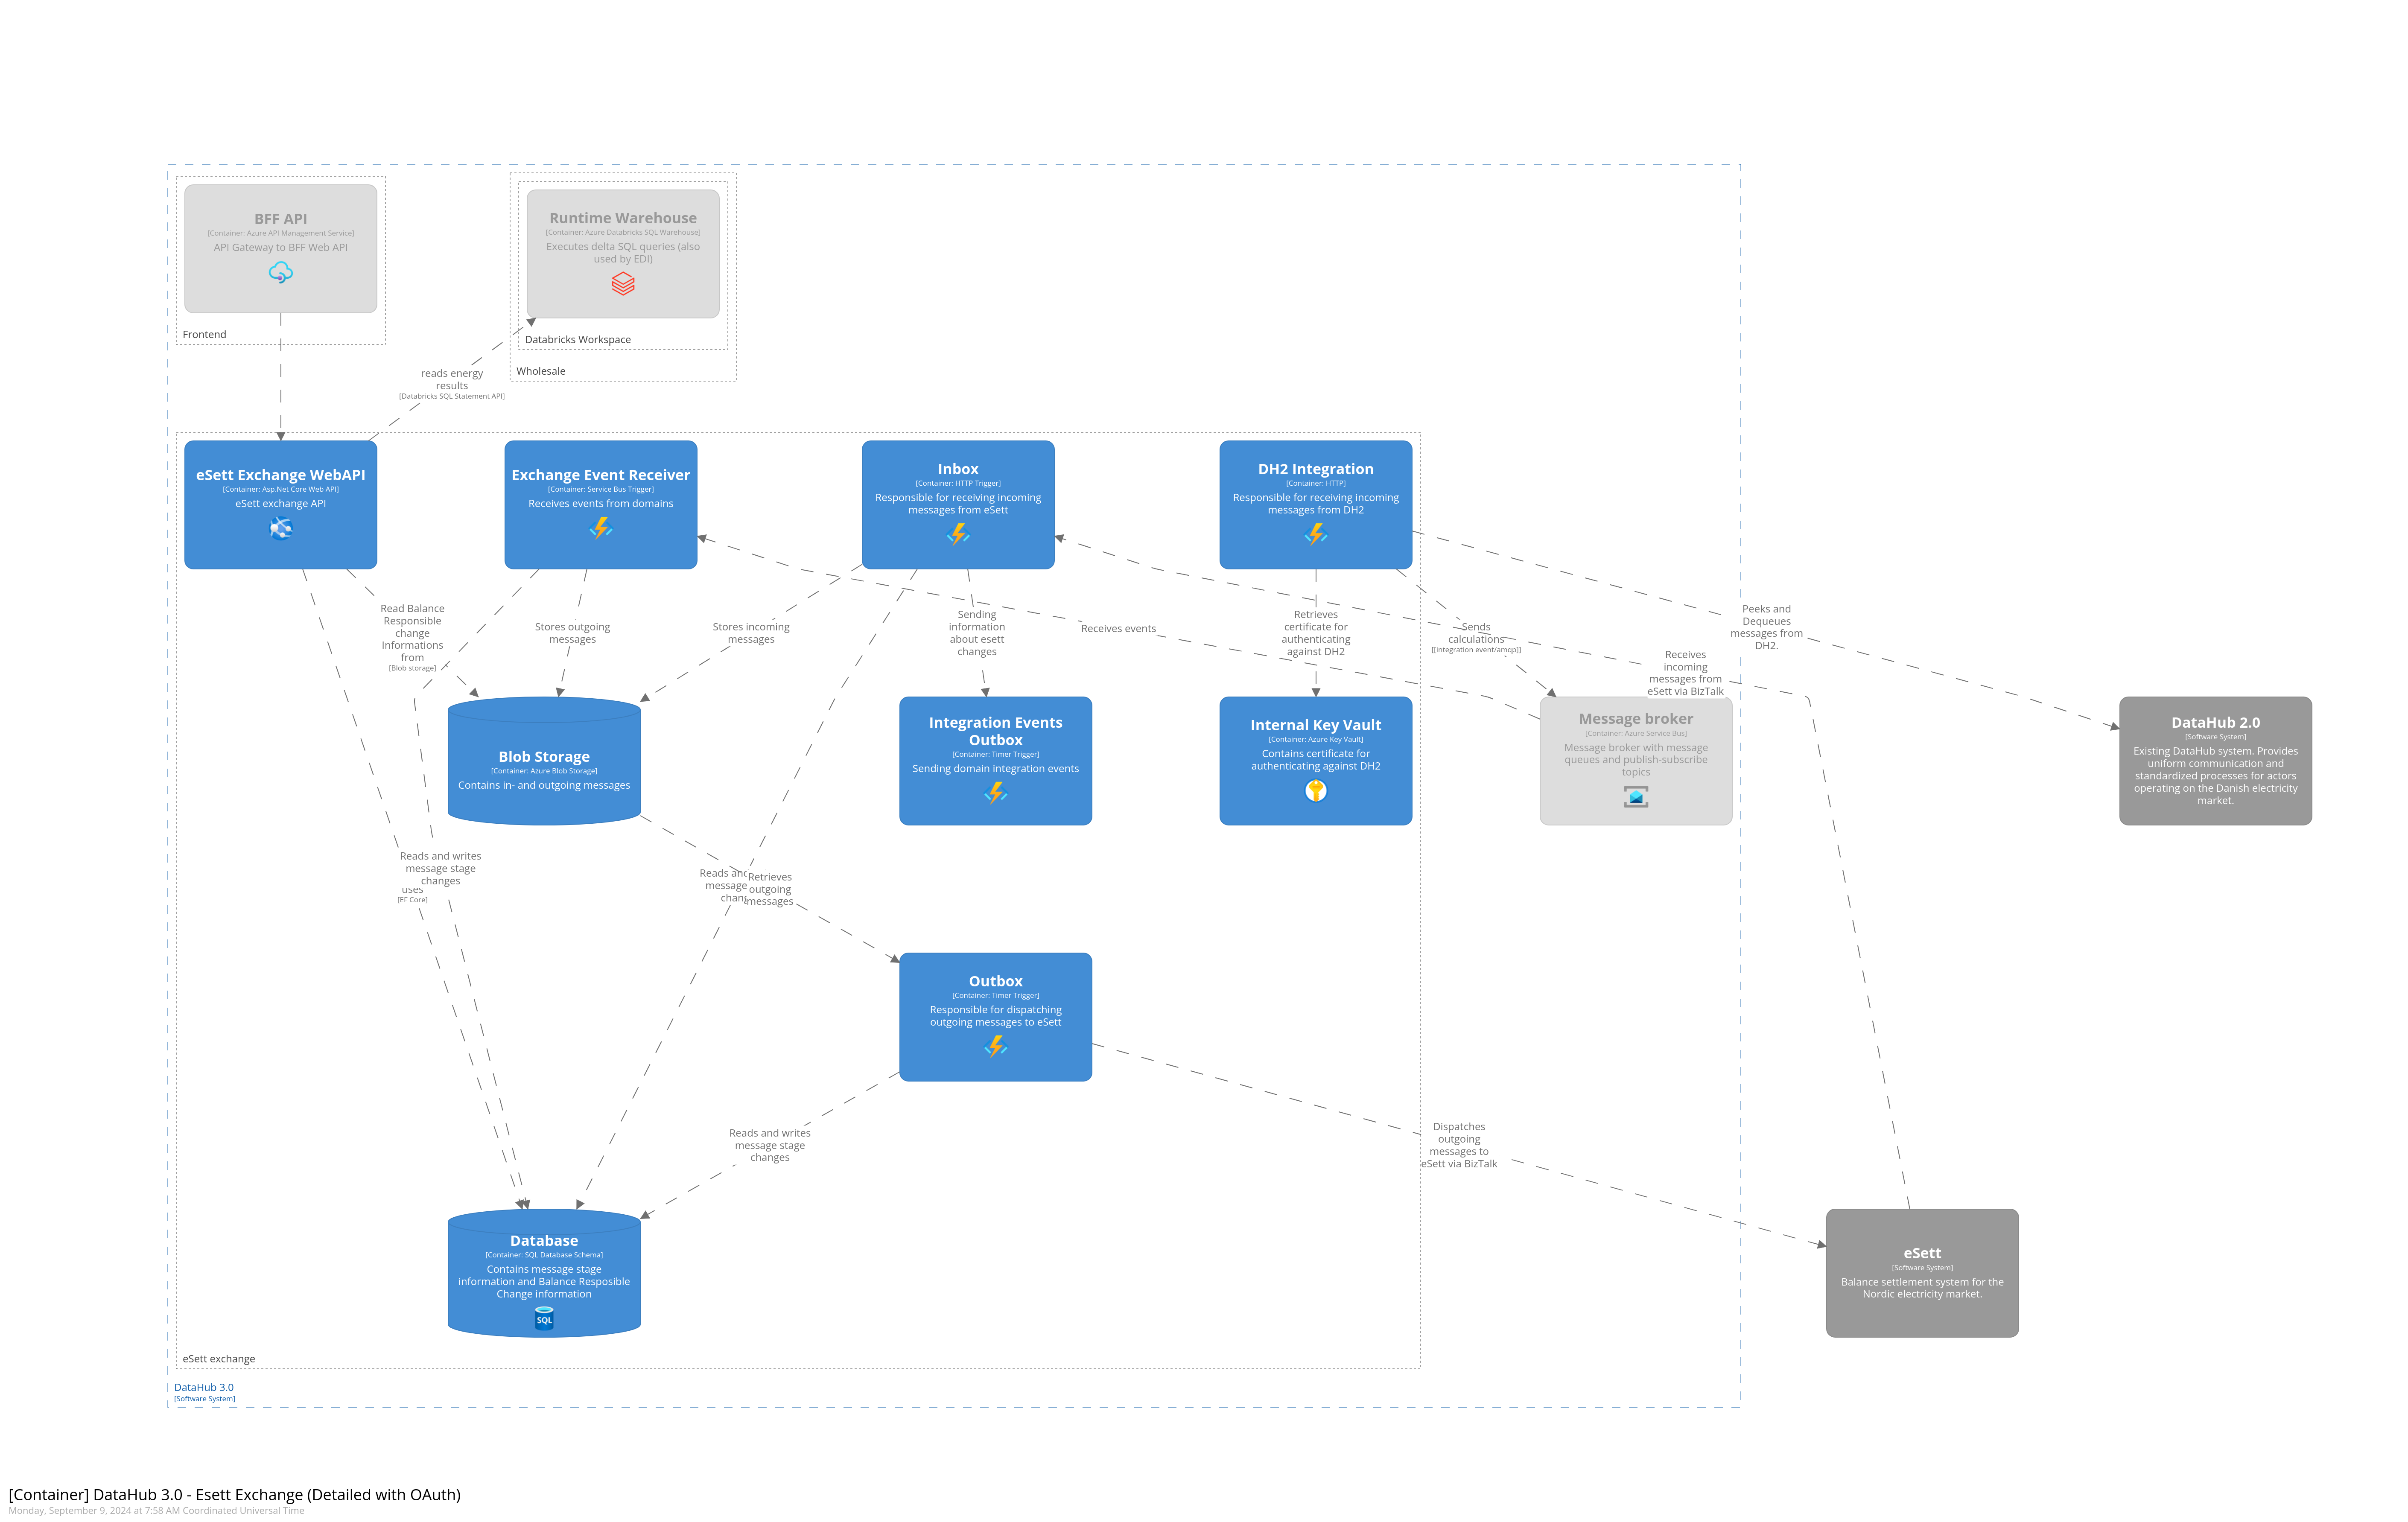 BFF API
[Container: Azure API Management Service]
API Gateway to BFF Web API
Frontend
Runtime Warehouse
[Container: Azure Databricks SQL Warehouse]
Executes delta SQL queries (also
used by EDI)
Databricks Workspace
Wholesale
reads energy
results
[Databricks SQL Statement API]
eSett Exchange WebAPI
[Container: Asp.Net Core Web API]
eSett exchange API
Exchange Event Receiver
[Container: Service Bus Trigger]
Receives events from domains
Inbox
[Container: HTTP Trigger]
Responsible for receiving incoming
messages from eSett
DH2 Integration
[Container: HTTP]
Responsible for receiving incoming
messages from DH2
Read Balance
Responsible
change
Informations
from
[Blob storage]
Stores outgoing
messages
Stores incoming
messages
Sending
information
about esett
changes
Receives events
Retrieves
certificate for
authenticating
against DH2
Sends
calculations
[[integration event/amqp]]
Receives
incoming
messages from
eSett via BizTalk
Peeks and
Dequeues
messages from
DH2.
Blob Storage
[Container: Azure Blob Storage]
Contains in- and outgoing messages
Integration Events
Outbox
[Container: Timer Trigger]
Sending domain integration events
Internal Key Vault
[Container: Azure Key Vault]
Contains certificate for
authenticating against DH2
Message broker
[Container: Azure Service Bus]
Message broker with message
queues and publish-subscribe
topics
DataHub 2.0
[Software System]
Existing DataHub system. Provides
uniform communication and
standardized processes for actors
operating on the Danish electricity
market.
Reads and writes
message stage
changes
uses
[EF Core]
Reads and
message
Retrieves
outgoing
messages
Outbox
[Container: Timer Trigger]
Responsible for dispatching
outgoing messages to eSett
Reads and writes
message stage
changes
Dispatches
outgoing
messages to
eSett via BizTalk
Database
[Container: SQL Database Schema]
Contains message stage
information and Balance Resposible
Change information
SQL
eSett
[Software System]
Balance settlement system for the
Nordic electricity market.
eSett exchange
DataHub 3.0
[Software System]
[Container] DataHub 3.0 - Esett Exchange (Detailed with OAuth)
Monday, September 9, 2024 at 7:58 AM Coordinated Universal Time